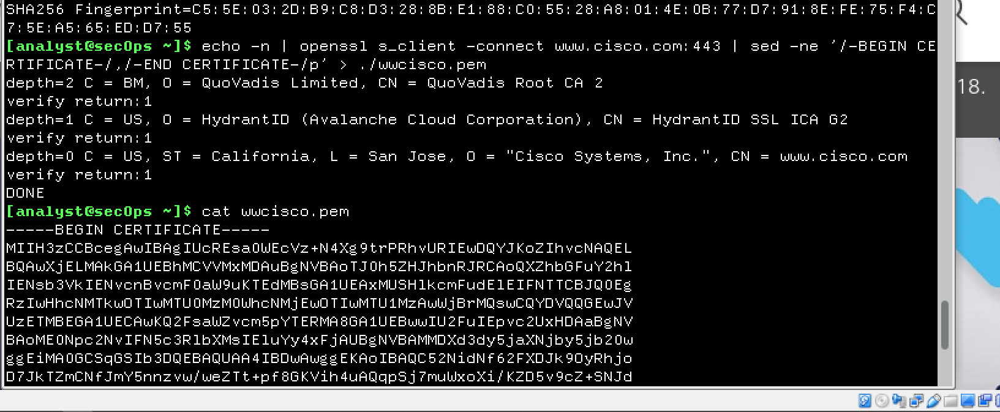 SHA256 Fingerprint=C5:5E:03:2D:B9:C8:D3:28:8B:E1:88:C0:55:28:A8:01:4E:0B:77:D7:91:8E:FE:75:F4:C
7:5E:A5:65:ED:D7:55
[analyst@secOps ~]$ echo -n | openssl s_client -connect www.cisco.com:443 | sed -ne '/-BEGIN CE
RTIFICATE-/,/-END CERTIFICATE-/p' > ./wwcisco.pem
depth=2 C = BM, O = QuoVadis Limited, CN = QuoVadis Root CA 2
verify return:1
depth=1 C = US, O = HydrantID (Avalanche Cloud Corporation), CN = HydrantID SSL ICA G2
verify return:1
depth=0 C = US, ST = California, L = San Jose, O = "Cisco Systems, Inc.", CN = www.cisco.com
verify return:1
DONE
[analyst@secOps ~]$ cat wwcisco.pem
-----BEGIN CERTIFICATE-----
MIIH3zCCBcegAwIBAgIUcREsa0WEcVz+N4Xg9trPRhvURIEwDQYJKoZIhvcNAQEL
BQAwXjELMAkGA1UEBhMCVVMxMDAuBgNVBAoTJ0h5ZHJhbnRJRCAoQXZhbGFuY2hl
IENsb3VkIENvcnBvcmF0aW9uKTEdMBsGA1UEAxMUSHlkcmFudElEIFNTTCBJQ0Eg
RzIwHhcNMTkwOTIwMTU0MzM0WhcNMjEwOTIwMTU1MzAwWjBrMQswCQYDVQQGEwJV
UzETMBEGA1UECAwKQ2FsaWZvcm5pYTERMA8GA1UEBwwIU2FuIEpvc2UxHDAaBgNV
BAoME0Npc2NvIFN5c3RlbXMsIEluYy4xFjAUBgNVBAMMDXd3dy5jaXNjby5jb20w
ggEiMA0GCSqGSIb3DQEBAQUAA4IBDwAwggEKAoIBAQC52NidNf62FXDJk9OyRhjo
D7JkTZmCNfJmY5nnzvw/weZTt+pf8GKVih4uAQqpSj7muWxoXi/KZD5v9cZ+SNJd
18.